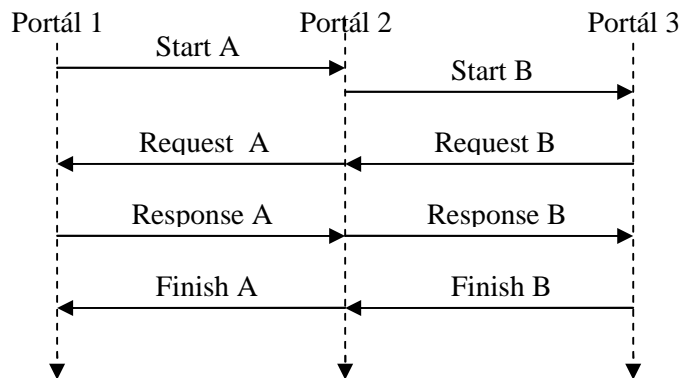 Portál 1 Portál 2 Portál 3
Start A
Start B
Request A Request B
Response A Response B
Finish A Finish B